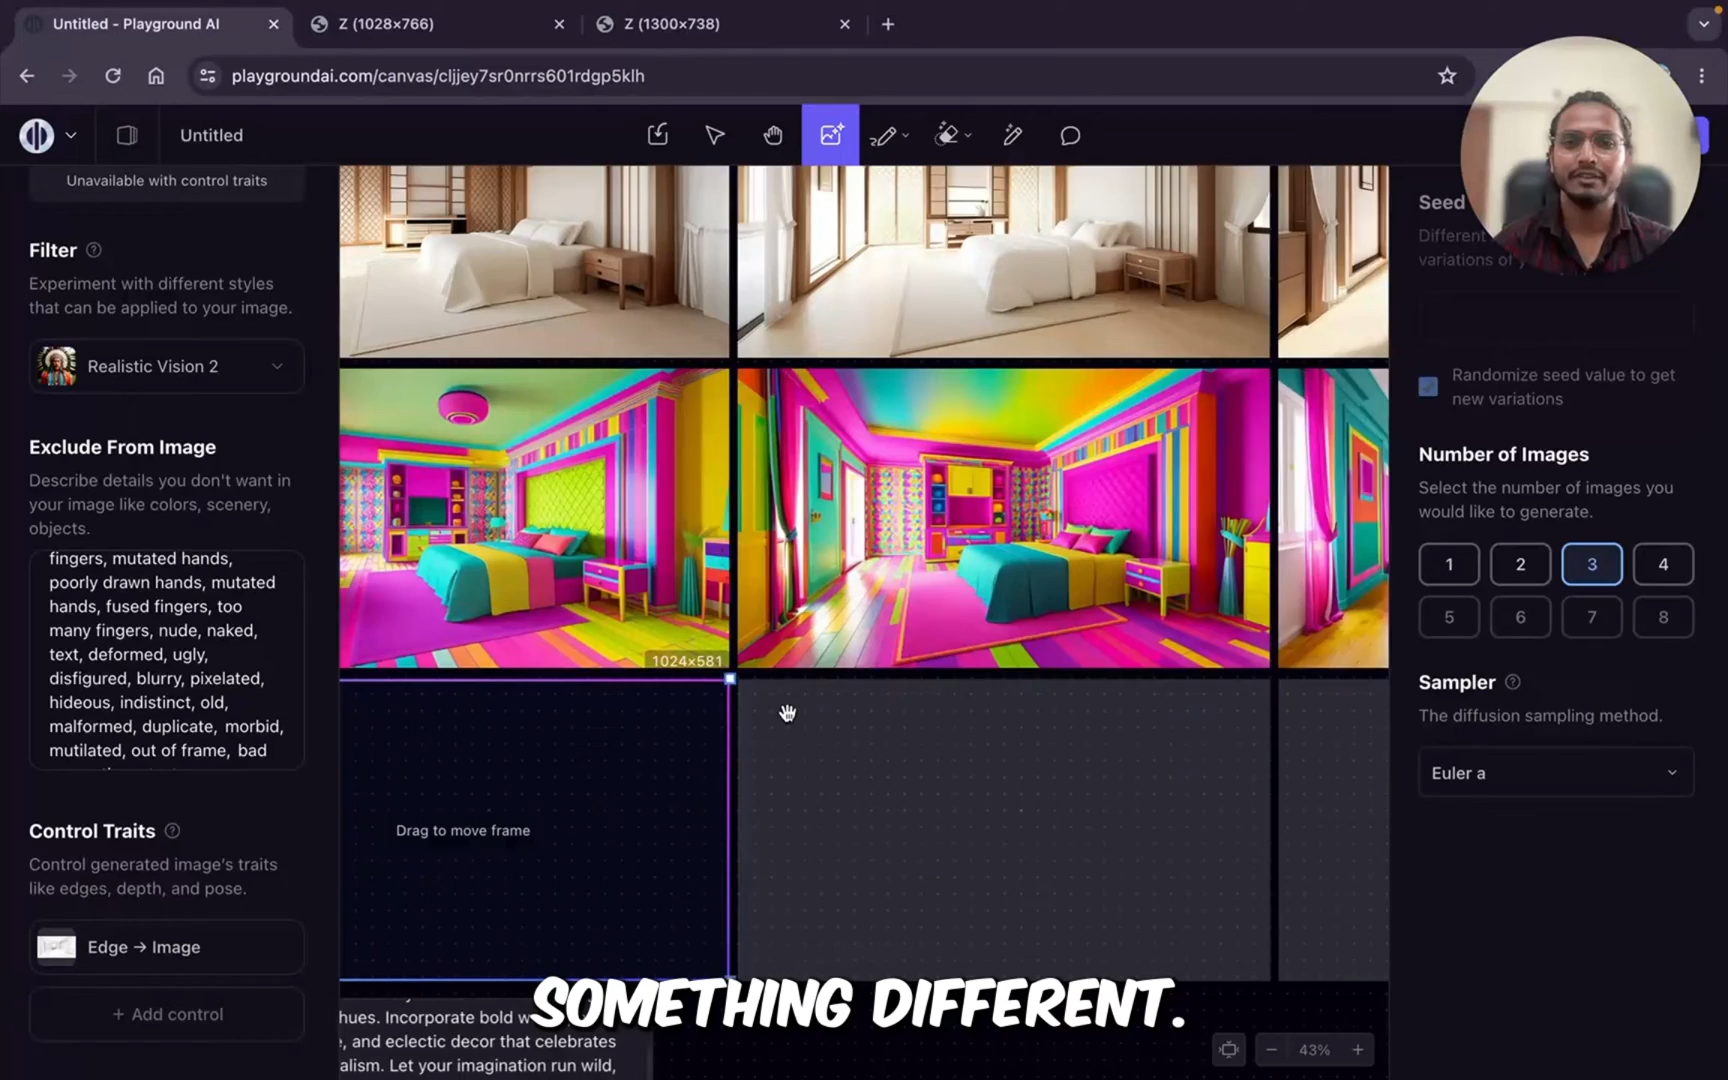 Untitled - Playground AI
Z (1028×766)
Z (1300×738)
playgroundai.com/canvas/cljjey7sr0nrrs601rdgp5klh
Untitled
Unavailable with control traits
Filter
Experiment with different styles
that can be applied to your image.
Realistic Vision 2
Exclude From Image
Describe details you don't want in
your image like colors, scenery,
objects.
fingers, mutated hands,
poorly drawn hands, mutated
hands, fused fingers, too
many fingers, nude, naked,
text, deformed, ugly,
disfigured, blurry, pixelated,
hideous, indistinct, old,
malformed, duplicate, morbid,
mutilated, out of frame, bad
Control Traits
Control generated image's traits
like edges, depth, and pose.
Edge → Image
+ Add control
1024×581
Drag to move frame
hues. Incorporate bold
, and eclectic decor that celebrates
alism. Let your imagination run wild,
SOMETHING DIFFERENT.
Seed
Different
variations of
Randomize seed value to get
new variations
Number of Images
Select the number of images you
would like to generate.
1 2 3 4
5 6 7 8
Sampler
The diffusion sampling method.
Euler a
43%